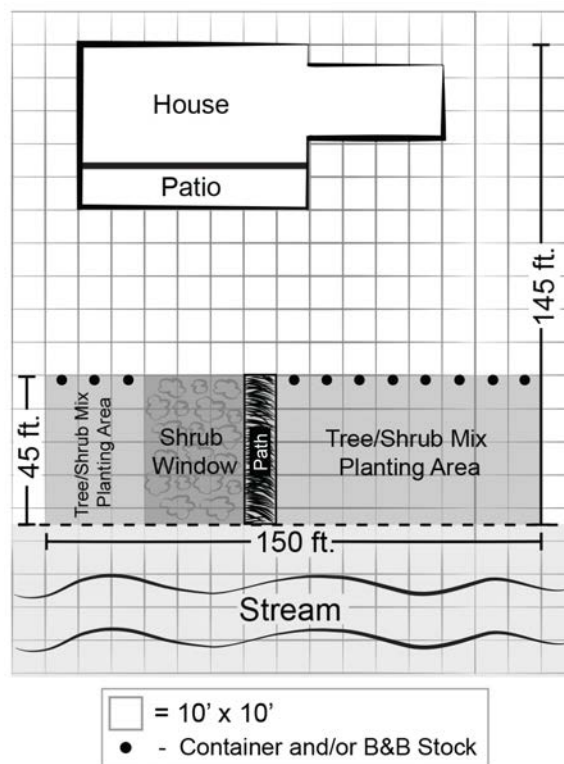 House
Patio
145 ft.
45 ft.
Tree/Shrub Mix
Planting Area
Shrub
Window
Path
Tree/Shrub Mix
Planting Area
150 ft.
Stream
= 10' x 10'
- Container and/or B&B Stock